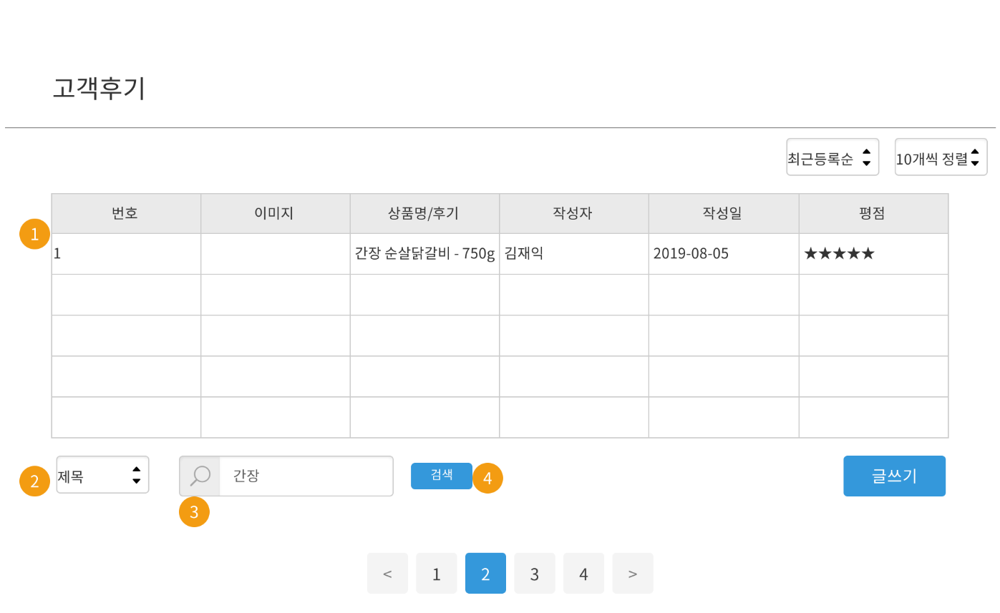 고객후기
최근등록순 10개씩 정렬
번호 이미지 상품명/후기 작성자 작성일 평점
1
1 간장 순살닭갈비 - 750g 김재익 2019-08-05 ★★★★★
2 제목 간장 검색 4 글쓰기
3
< 1 2 3 4 >